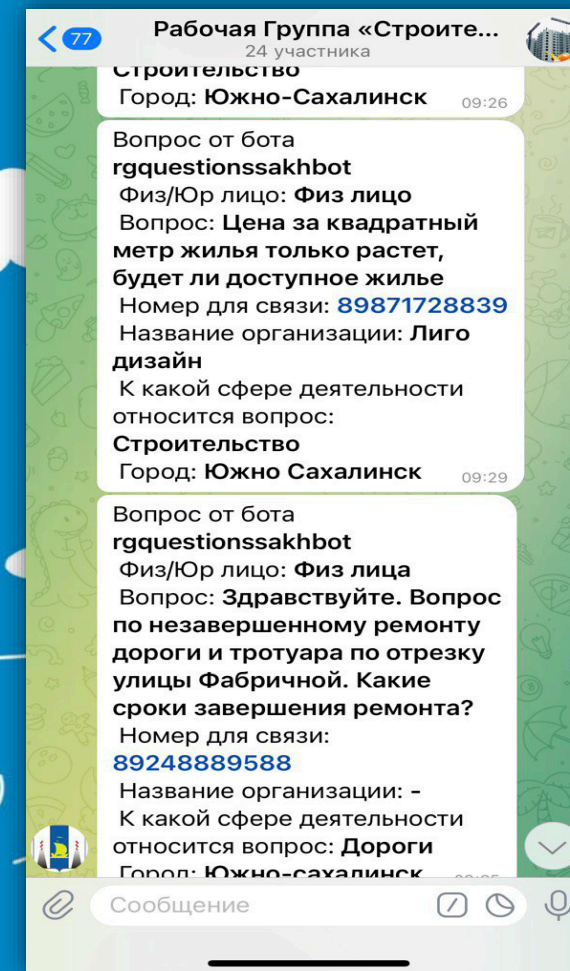 77
Рабочая Группа «Строите...
24 участника
Строительство
Город: Южно-Сахалинск 09:26
Вопрос от бота
rgquestionssakhbot
Физ/Юр лицо: Физ лицо
Вопрос: Цена за квадратный
метр жилья только растет,
будет ли доступное жилье
Номер для связи: 89871728839
Название организации: Лиго
дизайн
К какой сфере деятельности
относится вопрос:
Строительство
Город: Южно Сахалинск 09:29
Вопрос от бота
rgquestionssakhbot
Физ/Юр лицо: Физ лица
Вопрос: Здравствуйте. Вопрос
по незавершенному ремонту
дороги и тротуара по отрезку
улицы Фабричной. Какие
сроки завершения ремонта?
Номер для связи:
89248889588
Название организации: -
К какой сфере деятельности
относится вопрос: Дороги
Город: Южно-сахалинск
Сообщение